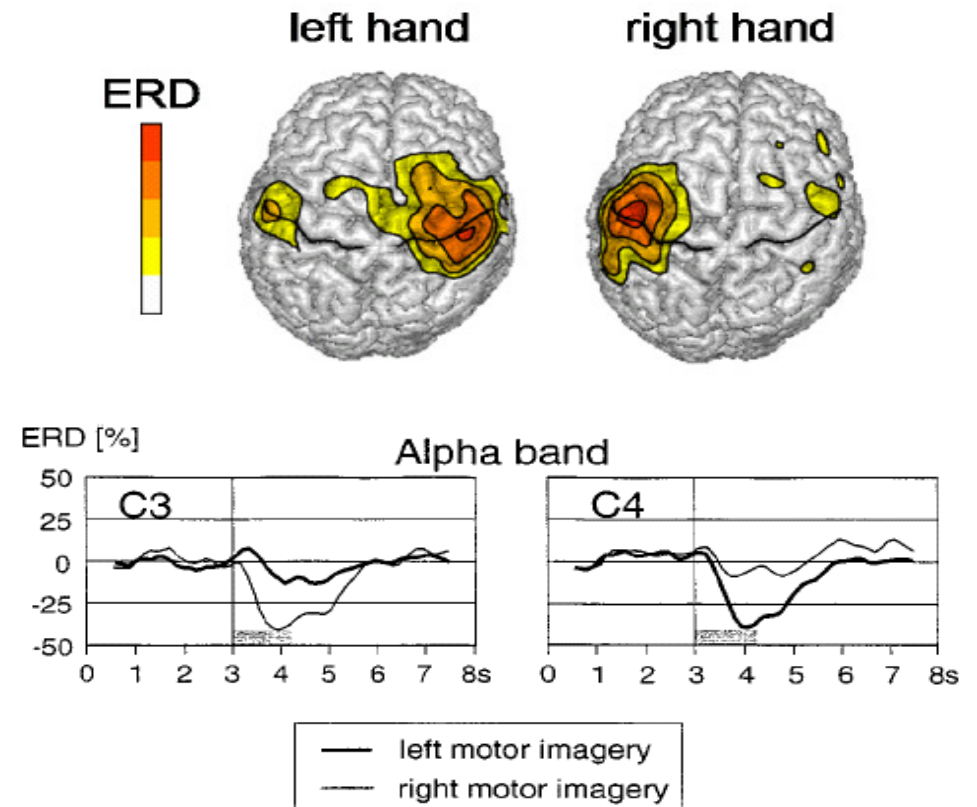 left hand right hand
ERD
ERD [%]
Alpha band
50
25
0
-25
-50
C3
0 1 2 3 4 5 6 7 8s
C4
0 1 2 3 4 5 6 7 8s
left motor imagery
right motor imagery